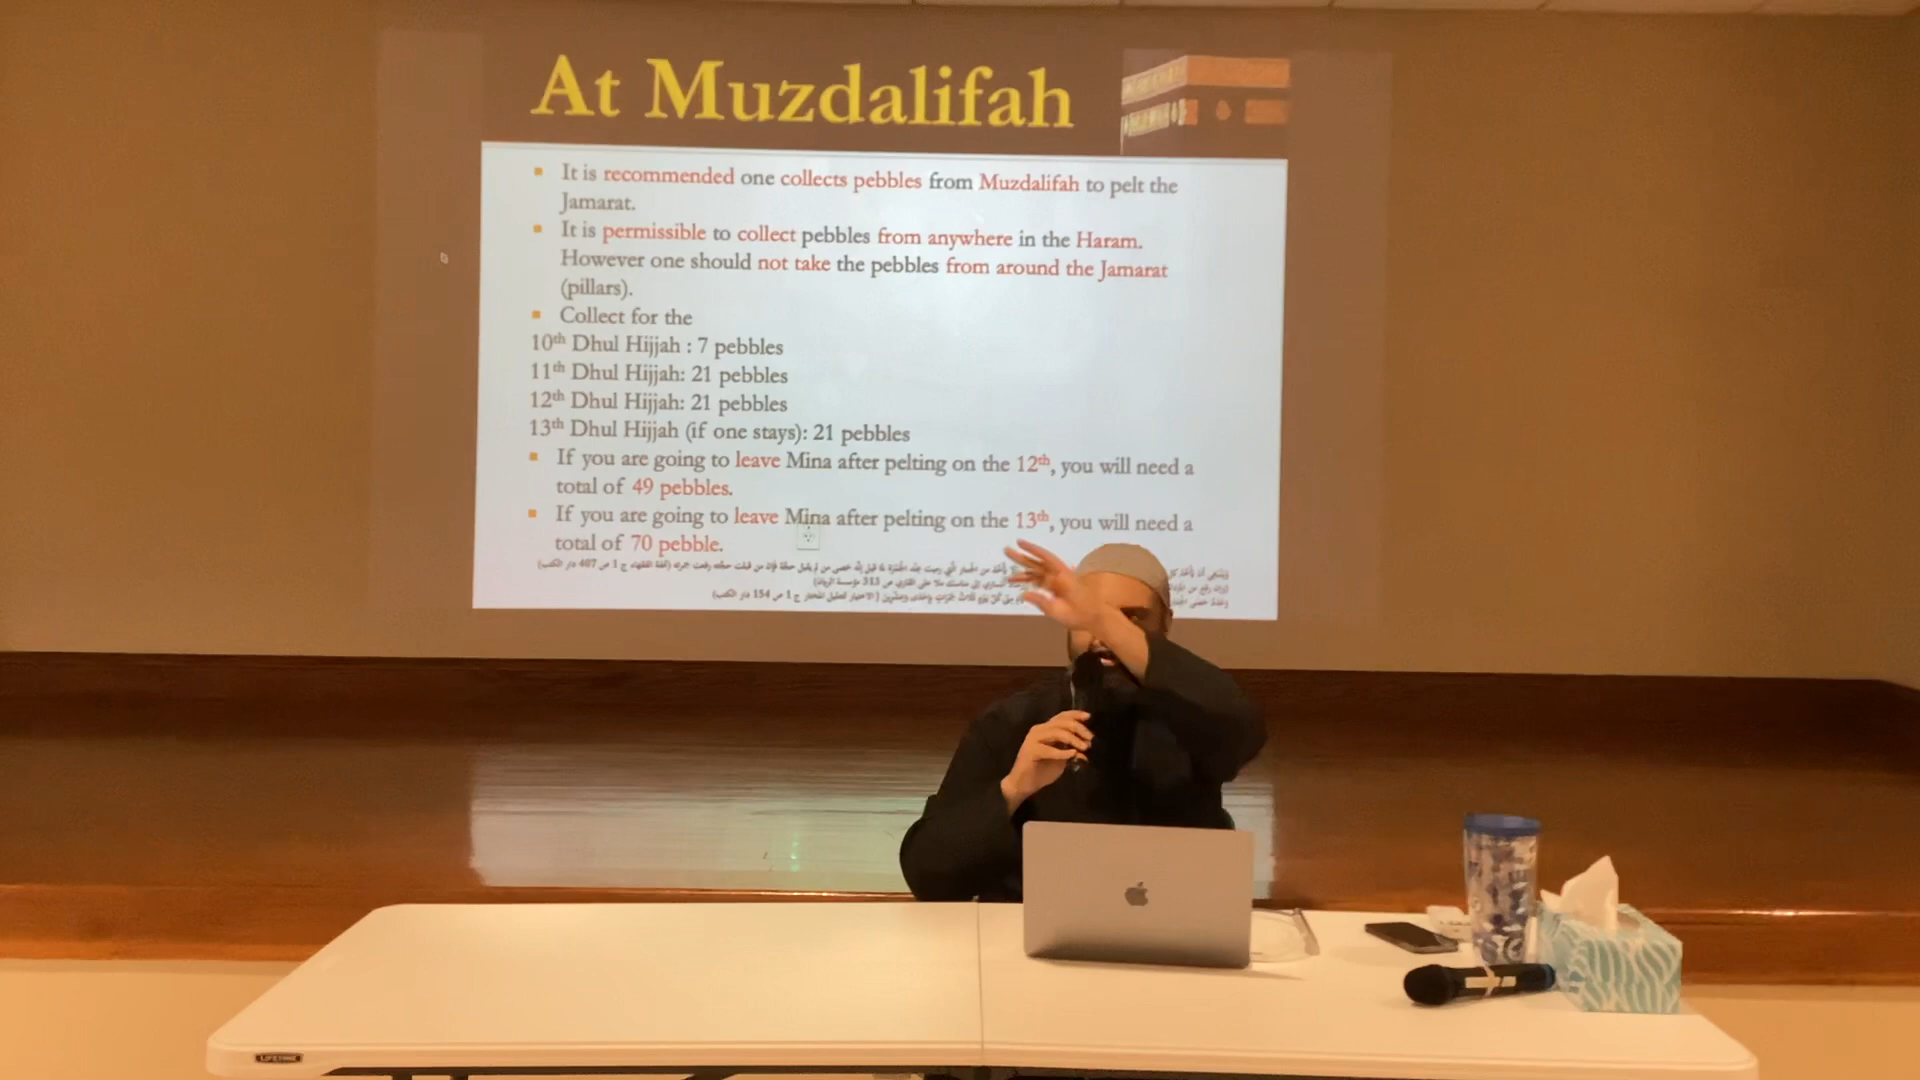 At Muzdalifah
▪ It is recommended one collects pebbles from Muzdalifah to pelt the
Jamarat.
▪ It is permissible to collect pebbles from anywhere in the Haram.
However one should not take the pebbles from around the Jamarat
(pillars).
▪ Collect for the
10th Dhul Hijjah : 7 pebbles
11th Dhul Hijjah: 21 pebbles
12th Dhul Hijjah: 21 pebbles
13th Dhul Hijjah (if one stays): 21 pebbles
▪ If you are going to leave Mina after pelting on the 12th, you will need a
total of 49 pebbles.
▪ If you are going to leave Mina after pelting on the 13th, you will need a
total of 70 pebble.
LIFETIME